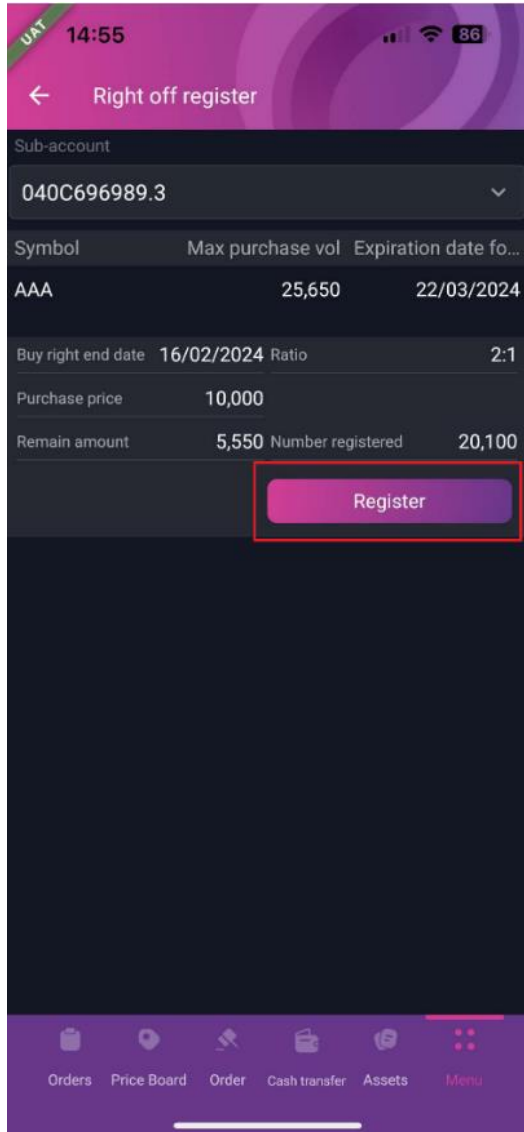 UAT
14:55
86
Right off register
Sub-account
040C696989.3
Symbol Max purchase vol Expiration date fo...
AAA 25,650 22/03/2024
Buy right end date 16/02/2024 Ratio 2:1
Purchase price 10,000
Remain amount 5,550 Number registered 20,100
Register
Orders Price Board Order Cash transfer Assets Menu